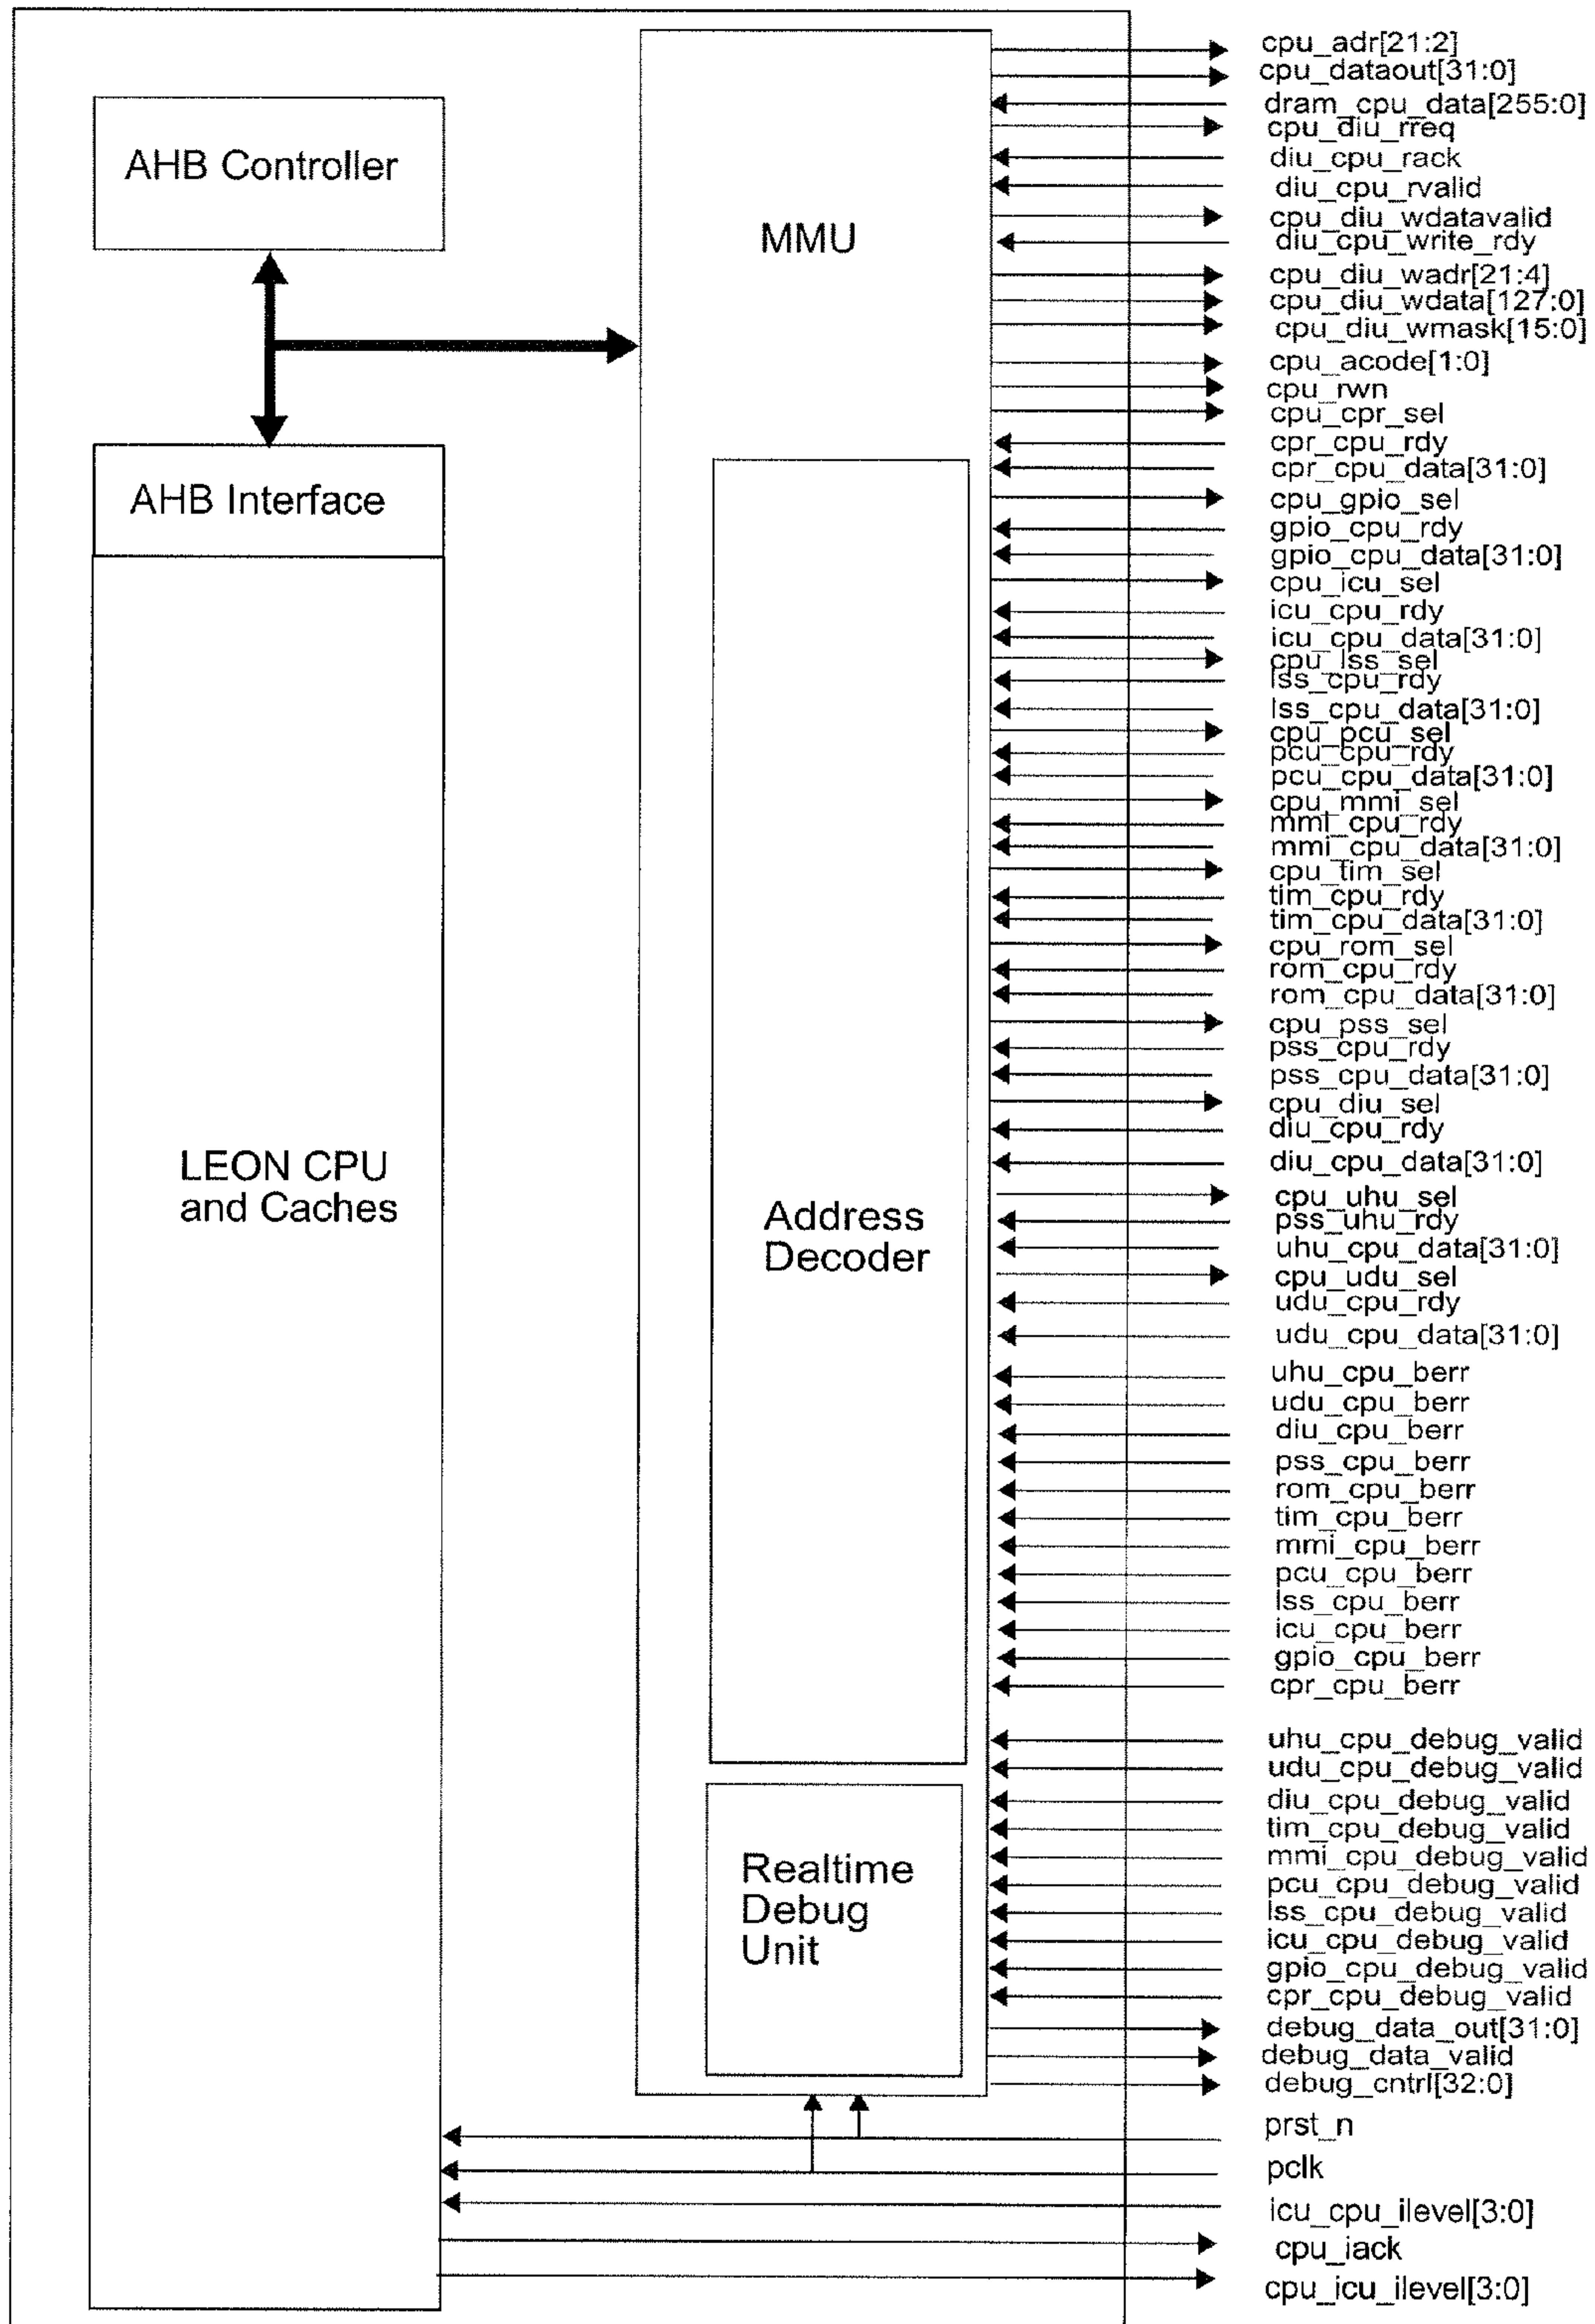 AHB Controller
AHB Interface
LEON CPU
and Caches
MMU
Address
Decoder
Realtime
Debug
Unit
cpu_adr[21:2]
cpu_dataout[31:0]
dram_cpu_data[255:0]
cpu_diu_rreq
diu_cpu_rack
diu_cpu_rvalid
cpu_diu_wdatavalid
diu_cpu_write_rdy
cpu_diu_wadr[21:4]
cpu_diu_wdata[127:0]
cpu_diu_wmask[15:0]
cpu_acode[1:0]
cpu_rwn
cpu_cpr_sel
cpr_cpu_rdy
cpr_cpu_data[31:0]
cpu_gpio_sel
gpio_cpu_rdy
gpio_cpu_data[31:0]
cpu_icu_sel
icu_cpu_rdy
icu_cpu_data[31:0]
cpu_lss_sel
lss_cpu_rdy
lss_cpu_data[31:0]
cpu_pcu_sel
pcu_cpu_rdy
pcu_cpu_data[31:0]
cpu_mmi_sel
mmi_cpu_rdy
mmi_cpu_data[31:0]
cpu_tim_sel
tim_cpu_rdy
tim_cpu_data[31:0]
cpu_rom_sel
rom_cpu_rdy
rom_cpu_data[31:0]
cpu_pss_sel
pss_cpu_rdy
pss_cpu_data[31:0]
cpu_diu_sel
diu_cpu_rdy
diu_cpu_data[31:0]
cpu_uhu_sel
pss_uhu_rdy
uhu_cpu_data[31:0]
cpu_udu_sel
udu_cpu_rdy
udu_cpu_data[31:0]
uhu_cpu_berr
udu_cpu_berr
diu_cpu_berr
pss_cpu_berr
rom_cpu_berr
tim_cpu_berr
mmi_cpu_berr
pcu_cpu_berr
lss_cpu_berr
icu_cpu_berr
gpio_cpu_berr
cpr_cpu_berr
uhu_cpu_debug_valid
udu_cpu_debug_valid
diu_cpu_debug_valid
tim_cpu_debug_valid
mmi_cpu_debug_valid
pcu_cpu_debug_valid
lss_cpu_debug_valid
icu_cpu_debug_valid
gpio_cpu_debug_valid
cpr_cpu_debug_valid
debug_data_out[31:0]
debug_data_valid
debug_cntrl[32:0]
prst_n
pclk
icu_cpu_ilevel[3:0]
cpu_iack
cpu_icu_ilevel[3:0]